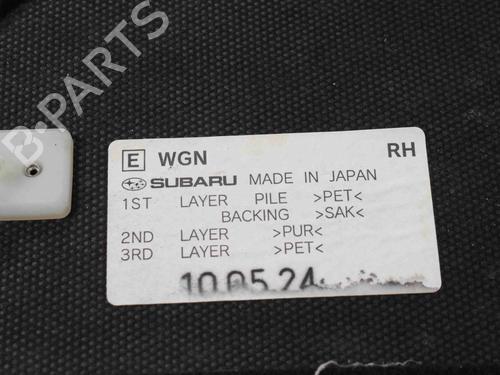 B-PARTS
E WGN RH
SUBARU MADE IN JAPAN
1ST LAYER PILE >PET<
BACKING >SAK<
2ND LAYER >PUR<
3RD LAYER >PET<
10.05.24